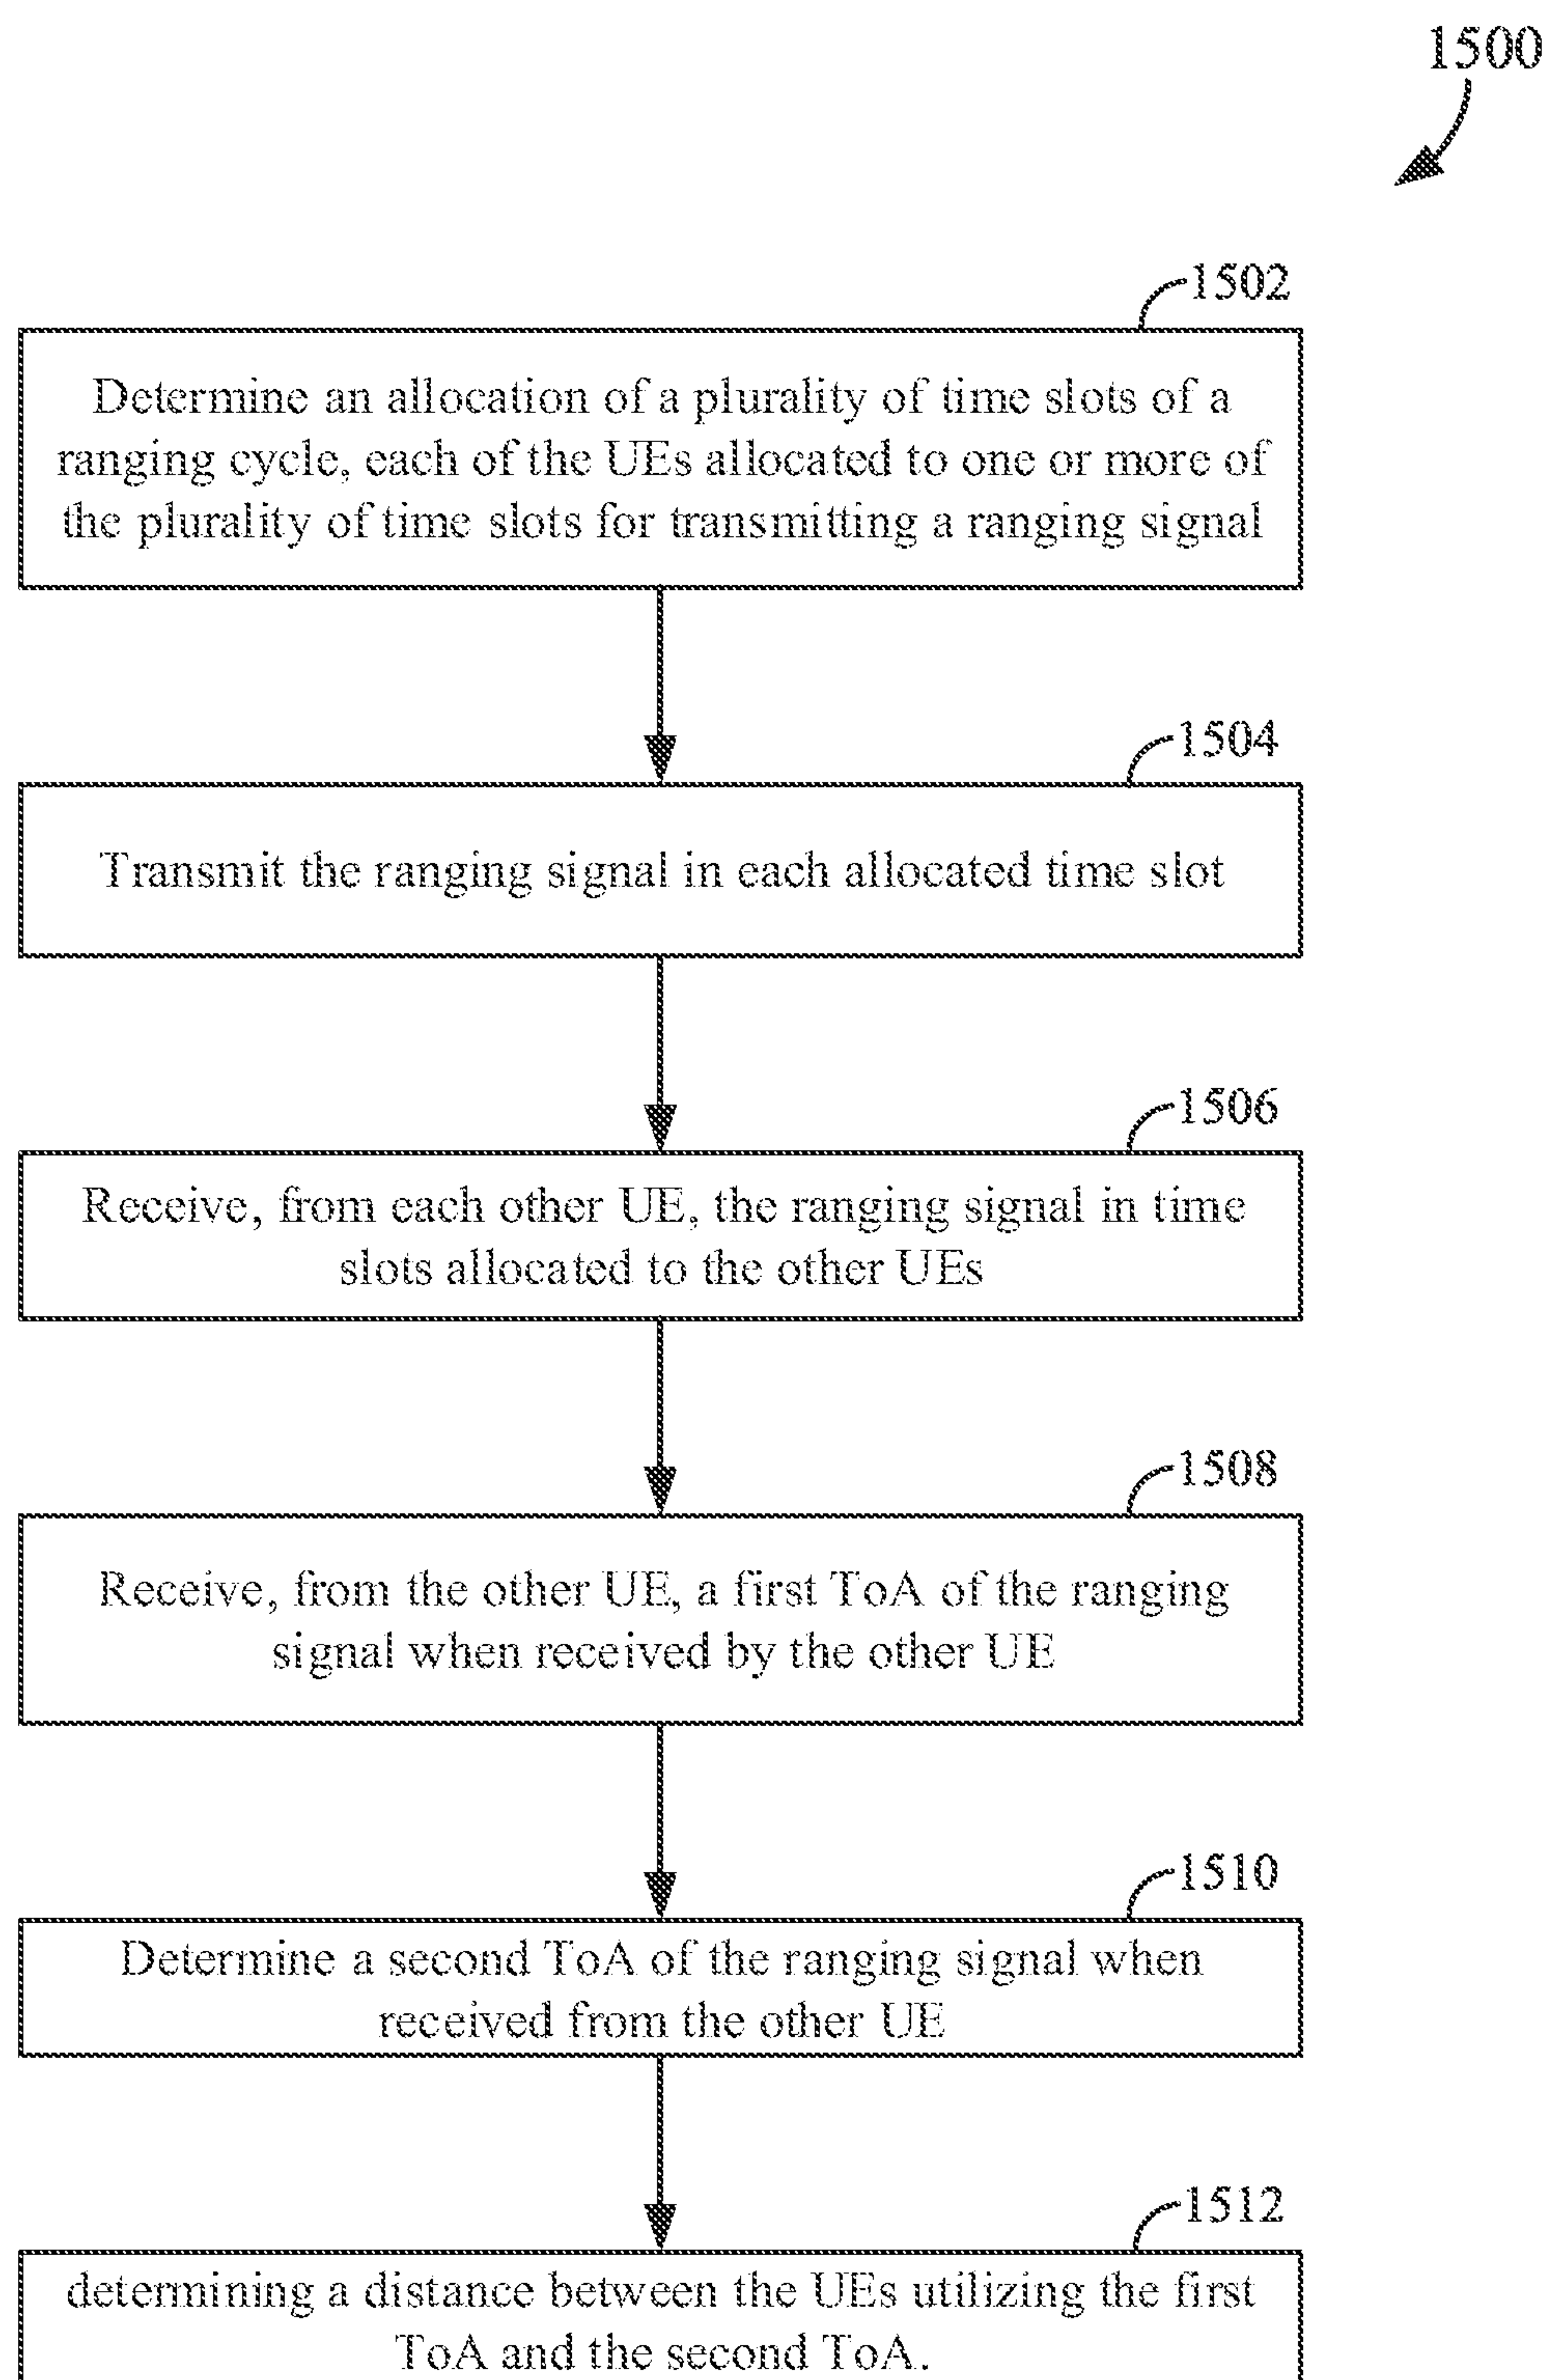 1500
1502
Determine an allocation of a plurality of time slots of a
ranging cycle, each of the UEs allocated to one or more of
the plurality of time slots for transmitting a ranging signal
1504
Transmit the ranging signal in each allocated time slot
1506
Receive, from each other UE, the ranging signal in time
slots allocated to the other UEs
1508
Receive, from the other UE, a first ToA of the ranging
signal when received by the other UE
1510
Determine a second ToA of the ranging signal when
received from the other UE
1512
determining a distance between the UEs utilizing the first
ToA and the second ToA.